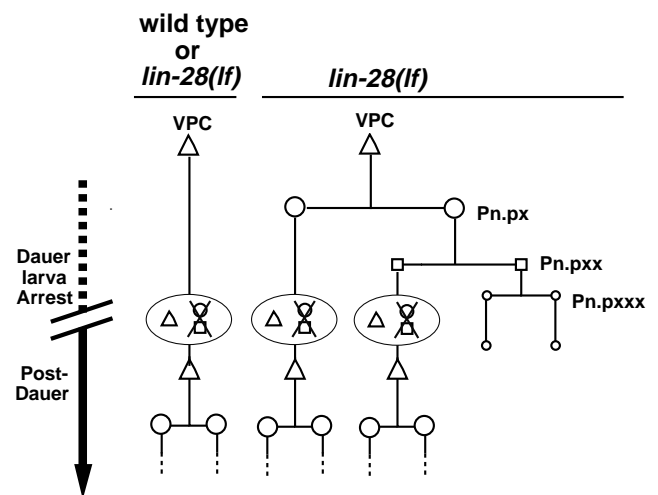 wild type
or
lin-28(lf)
lin-28(lf)
VPC
VPC
Pn.px
Pn.pxx
Pn.pxxx
Dauer
larva
Arrest
Post-
Dauer